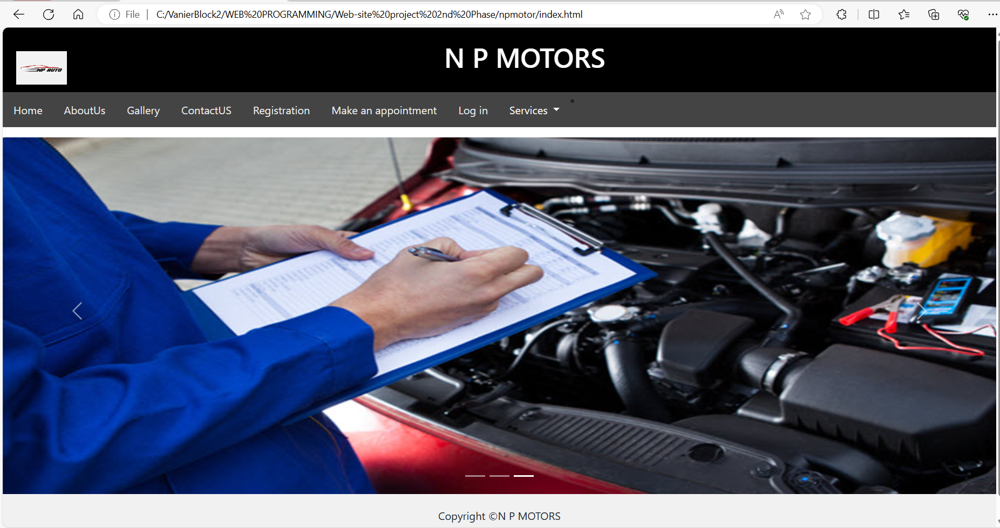 File | C:/VanierBlock2/WEB%20PROGRAMMING/Web-site%20project%202nd%20Phase/npmotor/index.html
N P MOTORS
NP AUTO
Home AboutUs Gallery ContactUS Registration Make an appointment Log in Services
Copyright ©N P MOTORS